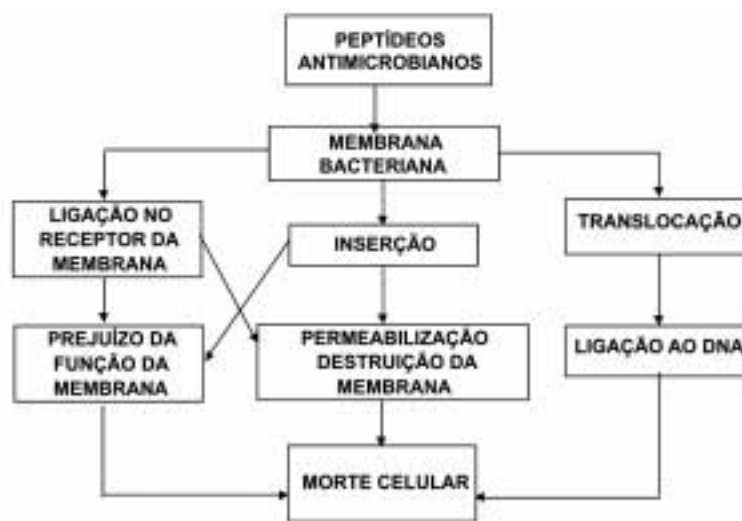 PEPTÍDEOS
ANTIMICROBIANOS
MEMBRANA
BACTERIANA
LIGAÇÃO NO
RECEPTOR DA
MEMBRANA
INSERÇÃO
TRANSLOCAÇÃO
PREJUÍZO DA
FUNÇÃO DA
MEMBRANA
PERMEABILIZAÇÃO
DESTRUIÇÃO DA
MEMBRANA
LIGAÇÃO AO DNA
MORTE CELULAR